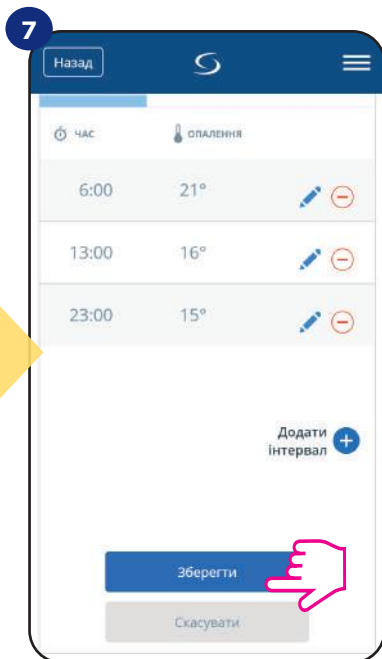 7
Назад
ЧАС ОПАЛЕННЯ
6:00 21°
13:00 16°
23:00 15°
Додати
інтервал
Зберегти
Скасувати